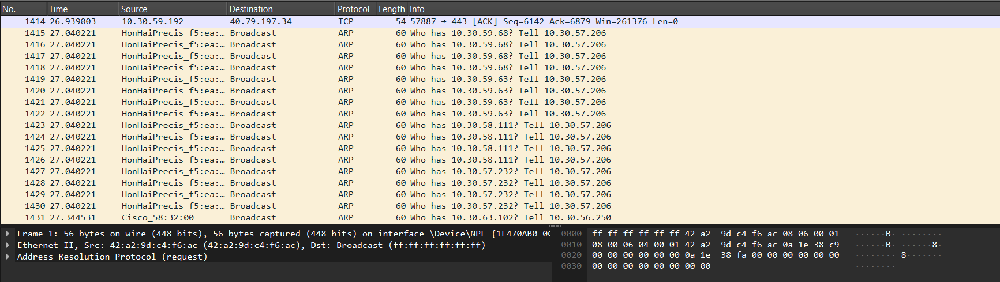 No. Time Source Destination Protocol Length Info
1414 26.939003 10.30.59.192 40.79.197.34 TCP 54 57887 → 443 [ACK] Seq=6142 Ack=6879 Win=261376 Len=0
1415 27.040221 HonHaiPrecis_f5:ea:… Broadcast ARP 60 Who has 10.30.59.68? Tell 10.30.57.206
1416 27.040221 HonHaiPrecis_f5:ea:… Broadcast ARP 60 Who has 10.30.59.68? Tell 10.30.57.206
1417 27.040221 HonHaiPrecis_f5:ea:… Broadcast ARP 60 Who has 10.30.59.68? Tell 10.30.57.206
1418 27.040221 HonHaiPrecis_f5:ea:… Broadcast ARP 60 Who has 10.30.59.68? Tell 10.30.57.206
1419 27.040221 HonHaiPrecis_f5:ea:… Broadcast ARP 60 Who has 10.30.59.63? Tell 10.30.57.206
1420 27.040221 HonHaiPrecis_f5:ea:… Broadcast ARP 60 Who has 10.30.59.63? Tell 10.30.57.206
1421 27.040221 HonHaiPrecis_f5:ea:… Broadcast ARP 60 Who has 10.30.59.63? Tell 10.30.57.206
1422 27.040221 HonHaiPrecis_f5:ea:… Broadcast ARP 60 Who has 10.30.59.63? Tell 10.30.57.206
1423 27.040221 HonHaiPrecis_f5:ea:… Broadcast ARP 60 Who has 10.30.58.111? Tell 10.30.57.206
1424 27.040221 HonHaiPrecis_f5:ea:… Broadcast ARP 60 Who has 10.30.58.111? Tell 10.30.57.206
1425 27.040221 HonHaiPrecis_f5:ea:… Broadcast ARP 60 Who has 10.30.58.111? Tell 10.30.57.206
1426 27.040221 HonHaiPrecis_f5:ea:… Broadcast ARP 60 Who has 10.30.58.111? Tell 10.30.57.206
1427 27.040221 HonHaiPrecis_f5:ea:… Broadcast ARP 60 Who has 10.30.57.232? Tell 10.30.57.206
1428 27.040221 HonHaiPrecis_f5:ea:… Broadcast ARP 60 Who has 10.30.57.232? Tell 10.30.57.206
1429 27.040221 HonHaiPrecis_f5:ea:… Broadcast ARP 60 Who has 10.30.57.232? Tell 10.30.57.206
1430 27.040221 HonHaiPrecis_f5:ea:… Broadcast ARP 60 Who has 10.30.57.232? Tell 10.30.57.206
1431 27.344531 Cisco_58:32:00 Broadcast ARP 60 Who has 10.30.63.102? Tell 10.30.56.250
Frame 1: 56 bytes on wire (448 bits), 56 bytes captured (448 bits) on interface \Device\NPF_{1F470AB0-0C
Ethernet II, Src: 42:a2:9d:c4:f6:ac (42:a2:9d:c4:f6:ac), Dst: Broadcast (ff:ff:ff:ff:ff:ff)
Address Resolution Protocol (request)
0000 ff ff ff ff ff ff 42 a2 9d c4 f6 ac 08 06 00 01 ······B· ········
0010 08 00 06 04 00 01 42 a2 9d c4 f6 ac 0a 1e 38 c9 ······B· ······8·
0020 00 00 00 00 00 00 0a 1e 38 fa 00 00 00 00 00 00 ········ 8·······
0030 00 00 00 00 00 00 00 00 ········